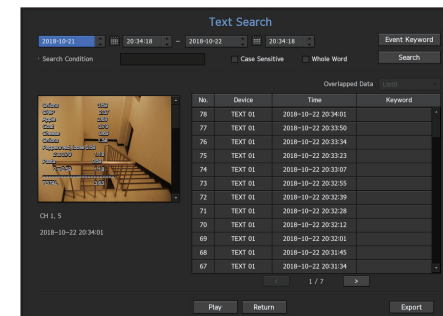 Text Search
2018-10-21 20:34:18 ~ 2018-10-22 20:34:18 Event Keyword
Search Condition Case Sensitive Whole Word Search
Overlapped Data List1
No. Device Time Keyword
78 TEXT 01 2018-10-22 20:34:01
77 TEXT 01 2018-10-22 20:33:50
76 TEXT 01 2018-10-22 20:33:34
75 TEXT 01 2018-10-22 20:33:23
74 TEXT 01 2018-10-22 20:33:07
73 TEXT 01 2018-10-22 20:32:55
72 TEXT 01 2018-10-22 20:32:39
71 TEXT 01 2018-10-22 20:32:28
70 TEXT 01 2018-10-22 20:32:12
69 TEXT 01 2018-10-22 20:32:01
68 TEXT 01 2018-10-22 20:31:45
67 TEXT 01 2018-10-22 20:31:34
CH 1, 5
2018-10-22 20:34:01
< 1 / 7 >
Play Return Export